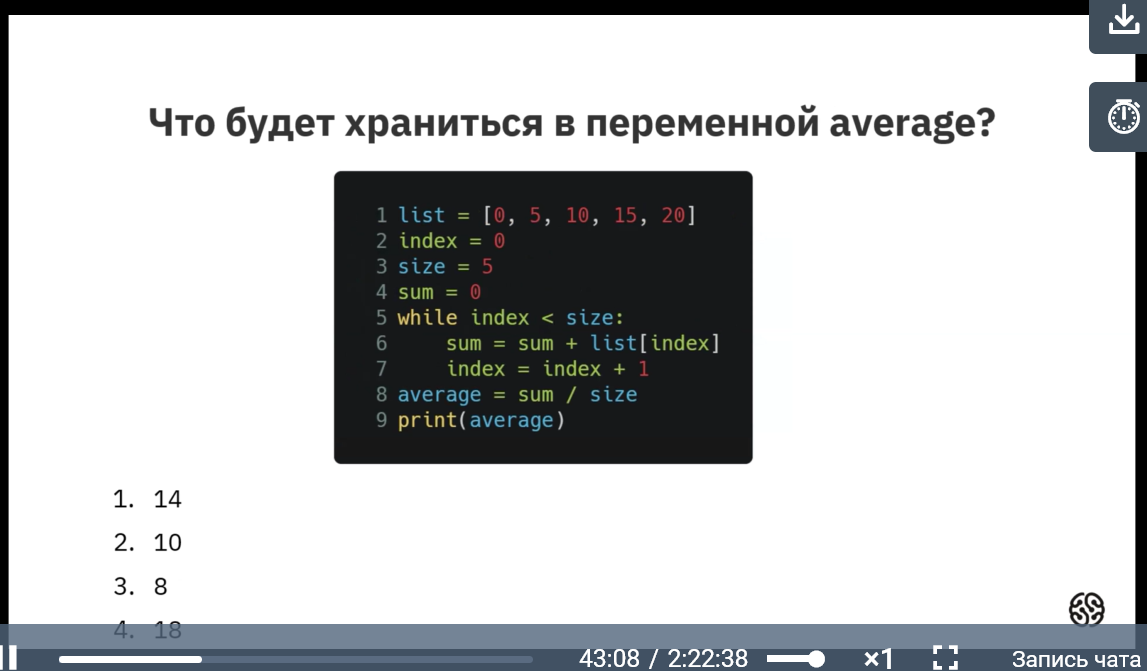 Что будет храниться в переменной average?
1 list = [0, 5, 10, 15, 20]
2 index = 0
3 size = 5
4 sum = 0
5 while index < size:
6     sum = sum + list[index]
7     index = index + 1
8 average = sum / size
9 print(average)
1. 14
2. 10
3. 8
4. 18
43:08 / 2:22:38 ×1 Запись чата